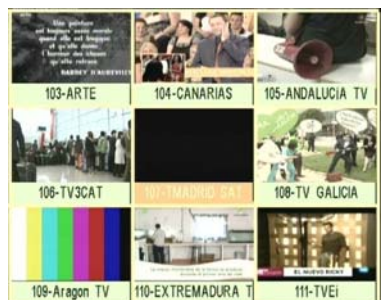 Une peinture
est toujours assez morale
quand elle est tragique
et qu'elle donne
l'horreur des choses
qu'elle retrace
BARBEY D'AUREVILLY
103-ARTE
104-CANARIAS
105-ANDALUCIA TV
106-TV3CAT
107-TMADRID SAT
108-TV GALICIA
109-Aragon TV
110-EXTREMADURA T
EL NUEVO RICKY
111-TVEi